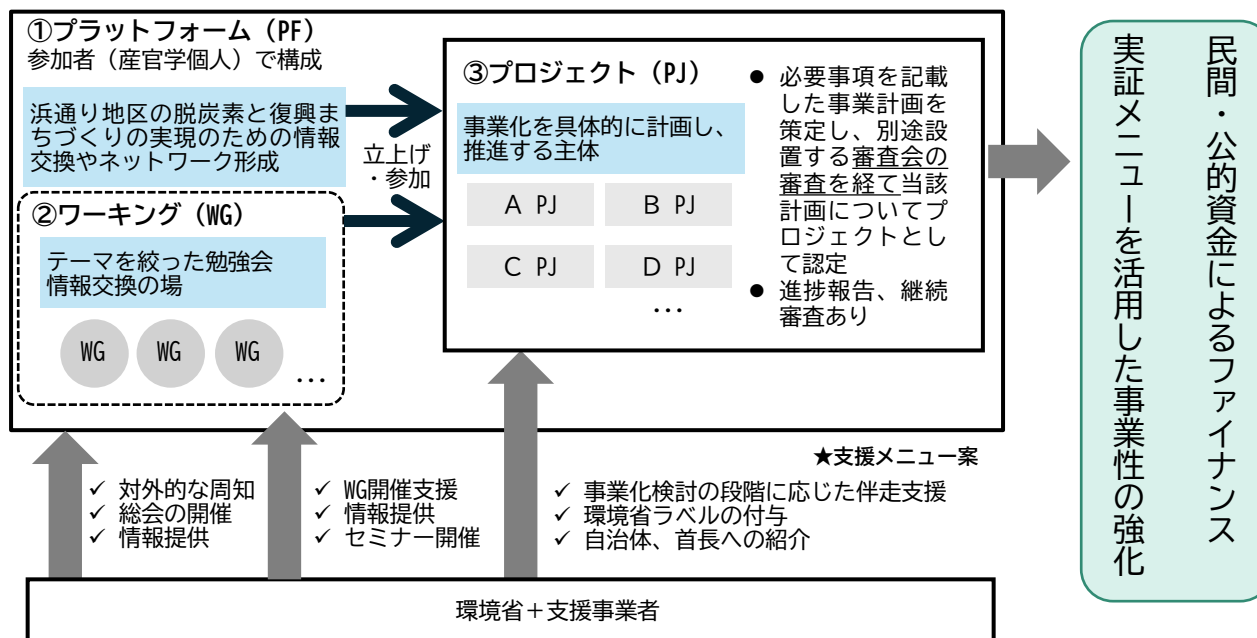 ①プラットフォーム（PF）
参加者（産官学個人）で構成
浜通り地区の脱炭素と復興ま
ちづくりの実現のための情報
交換やネットワーク形成
②ワーキング（WG）
テーマを絞った勉強会
情報交換の場
WG
WG
WG
...
立上げ
・参加
③プロジェクト（PJ）
事業化を具体的に計画し、
推進する主体
A PJ
B PJ
C PJ
D PJ
...
● 必要事項を記載
した事業計画を
策定し、別途設
置する審査会の
審査を経て当該
計画についてプ
ロジェクトとし
て認定
● 進捗報告、継続
審査あり
★支援メニュー案
✓ 対外的な周知
✓ 総会の開催
✓ 情報提供
✓ WG開催支援
✓ 情報提供
✓ セミナー開催
✓ 事業化検討の段階に応じた伴走支援
✓ 環境省ラベルの付与
✓ 自治体、首長への紹介
環境省＋支援事業者
民間・公的資金によるファイナンス
実証メニューを活用した事業性の強化